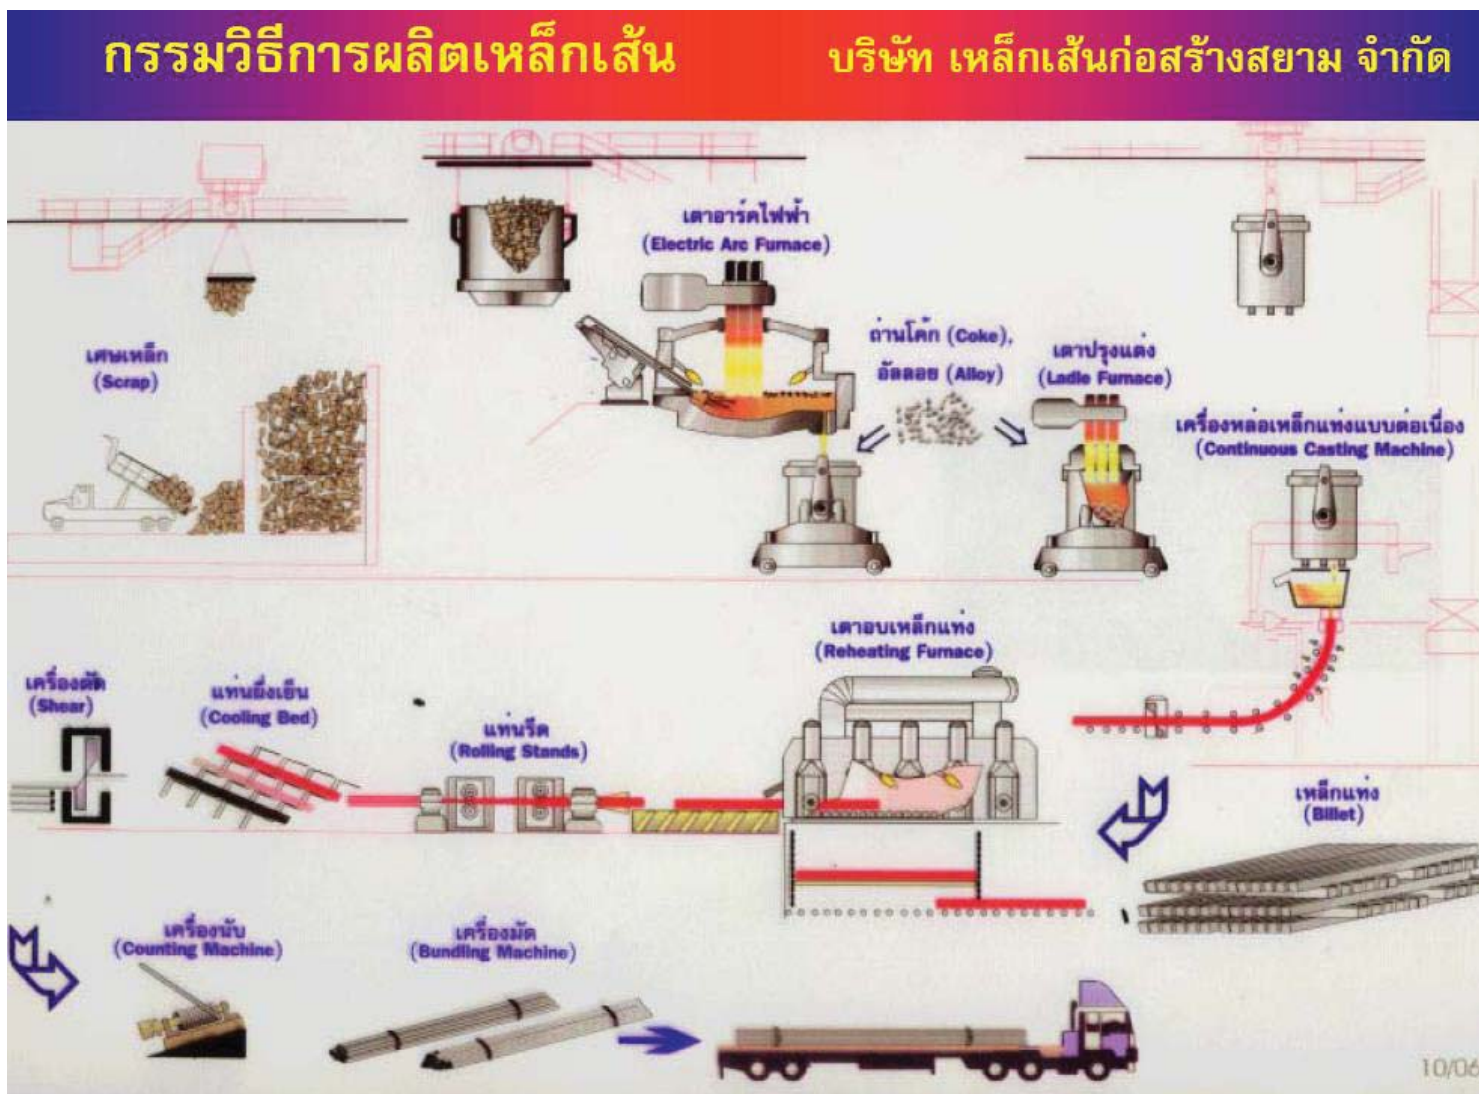 กรรมวิธีการผลิตเหล็กเส้น
บริษัท เหล็กเส้นก่อสร้างสยาม จำกัด
เตาอาร์คไฟฟ้า
(Electric Arc Furnace)
เศษเหล็ก
(Scrap)
ถ่านโค้ก (Coke),
อัลลอย (Alloy)
เตาปรุงแต่ง
(Ladle Furnace)
เครื่องหล่อเหล็กแท่งแบบต่อเนื่อง
(Continuous Casting Machine)
เตาอบเหล็กแท่ง
(Reheating Furnace)
เครื่องตัด
(Shear)
แท่นผึ่งเย็น
(Cooling Bed)
แท่นรีด
(Rolling Stands)
เหล็กแท่ง
(Billet)
เครื่องนับ
(Counting Machine)
เครื่องมัด
(Bundling Machine)
10/06